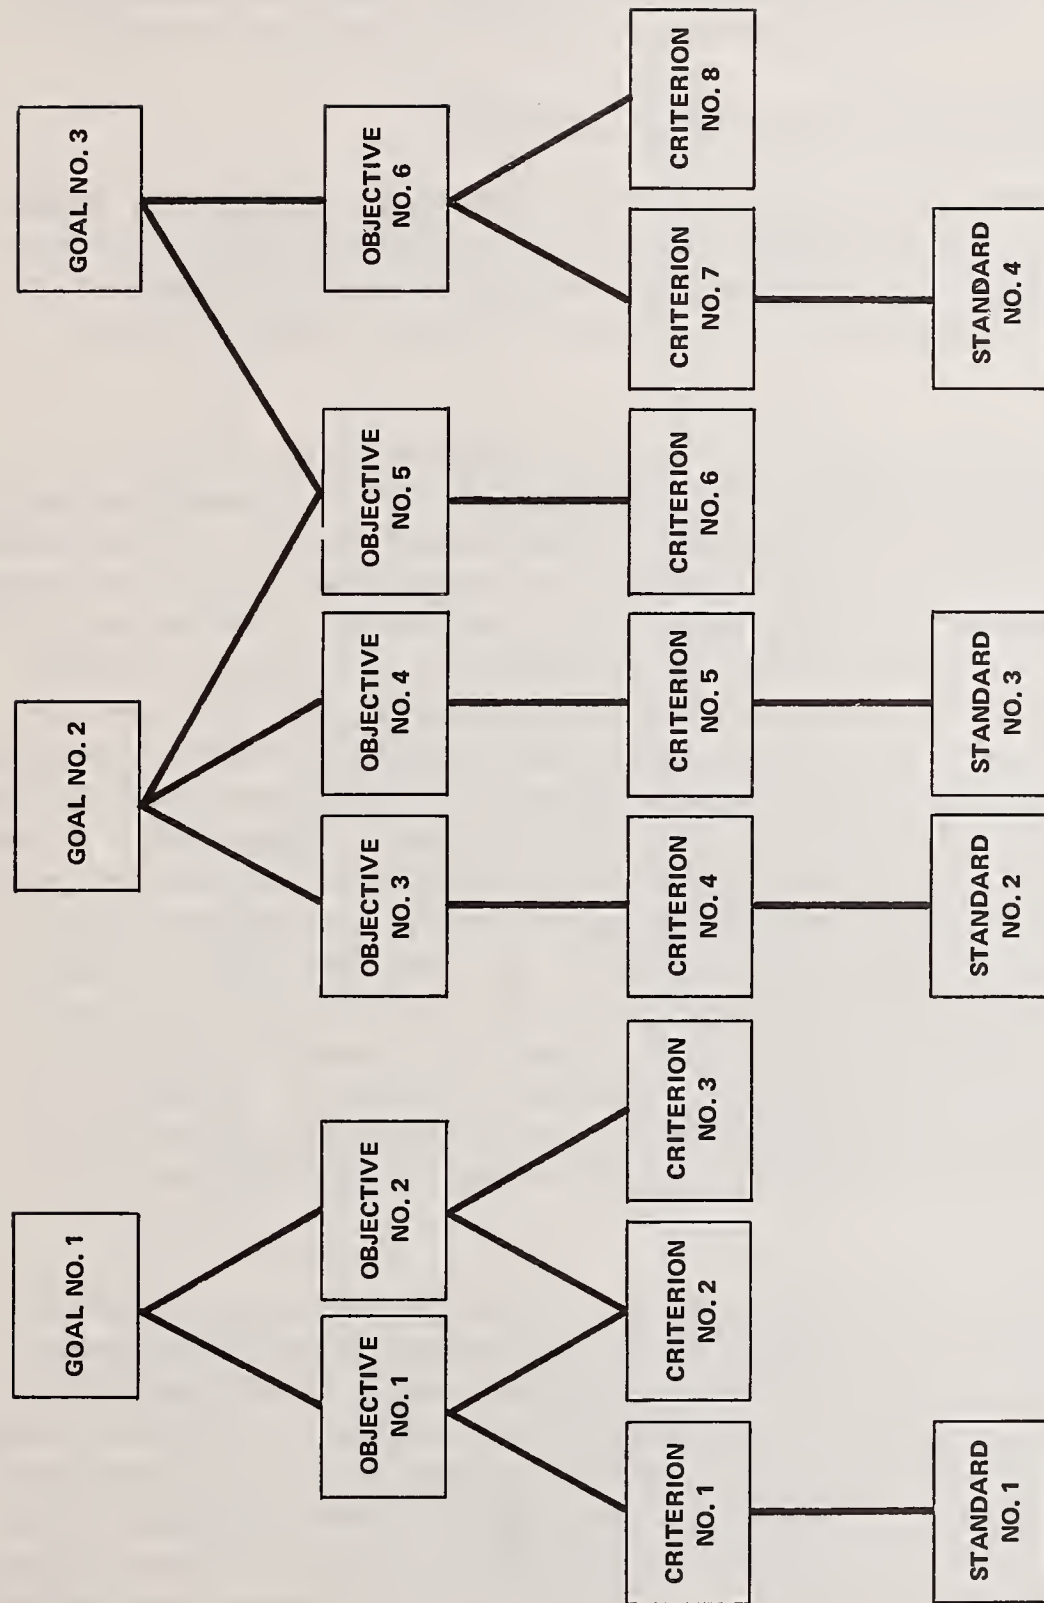 GOAL NO. 1
GOAL NO. 2
GOAL NO. 3
OBJECTIVE
NO. 1
OBJECTIVE
NO. 2
OBJECTIVE
NO. 3
OBJECTIVE
NO. 4
OBJECTIVE
NO. 5
OBJECTIVE
NO. 6
CRITERION
NO. 1
CRITERION
NO. 2
CRITERION
NO. 3
CRITERION
NO. 4
CRITERION
NO. 5
CRITERION
NO. 6
CRITERION
NO. 7
CRITERION
NO. 8
STANDARD
NO. 1
STANDARD
NO. 2
STANDARD
NO. 3
STANDARD
NO. 4